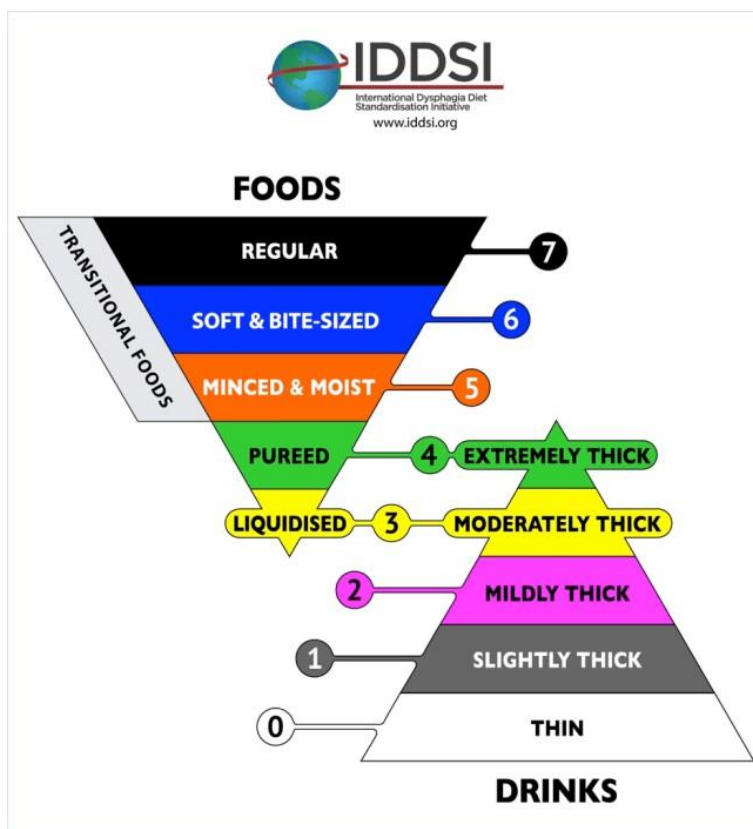 IDDSI
International Dysphagia Diet
Standardisation Initiative
www.iddsi.org
FOODS
TRANSITIONAL FOODS
REGULAR
7
SOFT & BITE-SIZED
6
MINCED & MOIST
5
PUREED
4
EXTREMELY THICK
LIQUIDISED
3
MODERATELY THICK
2
MILDLY THICK
1
SLIGHTLY THICK
0
THIN
DRINKS